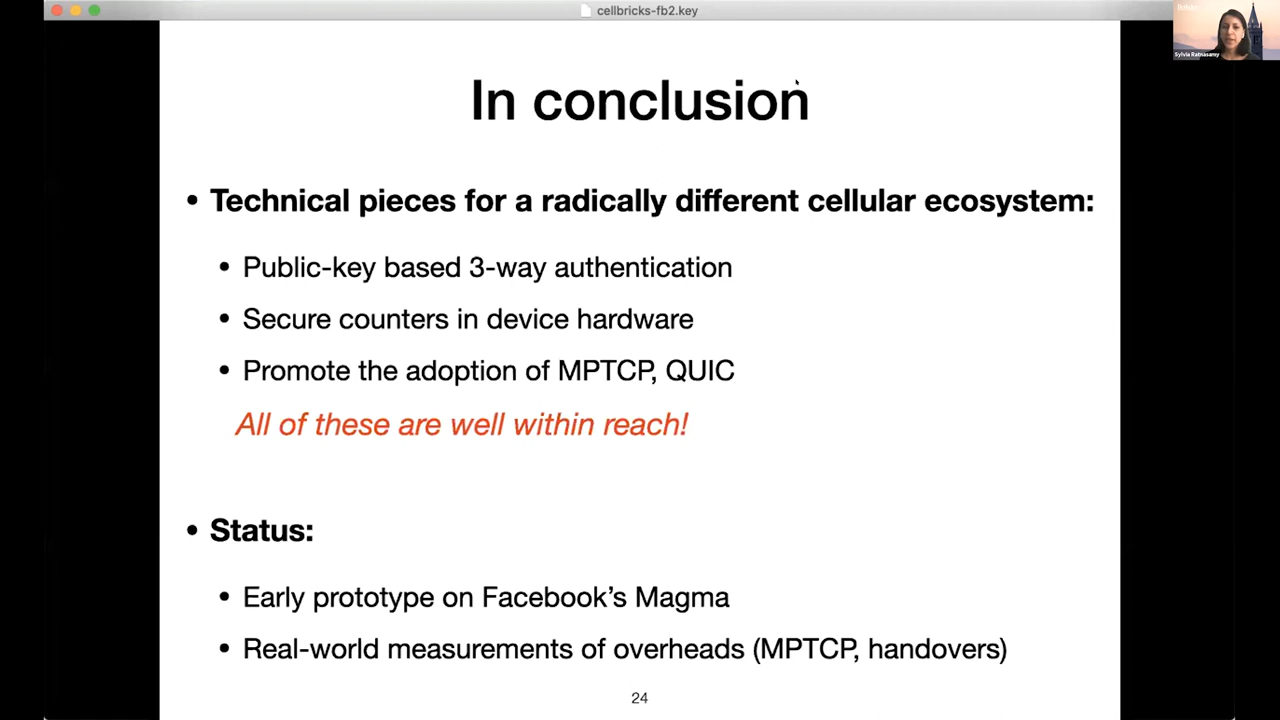 cellbricks-fb2.key
Sylvia Ratnasamy
In conclusion
• Technical pieces for a radically different cellular ecosystem:
• Public-key based 3-way authentication
• Secure counters in device hardware
• Promote the adoption of MPTCP, QUIC
All of these are well within reach!
• Status:
• Early prototype on Facebook’s Magma
• Real-world measurements of overheads (MPTCP, handovers)
24